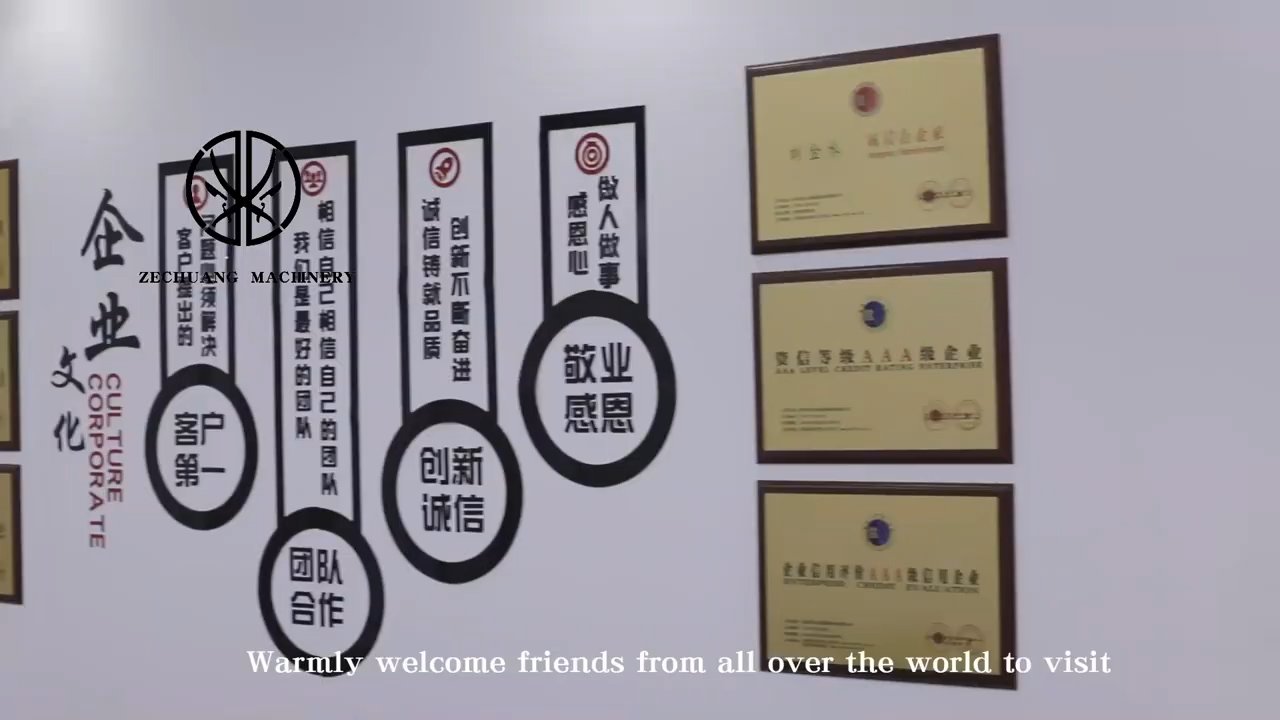 企业
文化
CULTURE
CORPORATE
ZECHUANG MACHINERY
客户提出的
问题必须解决
客户
第一
相信自己相信自己的团队
我们是最好的团队
团队
合作
诚信铸就品质
创新不断奋进
创新
诚信
感恩心
做人做事
敬业
感恩
诚信企业家
资信等级AAA级企业
AAA LEVEL CREDIT RATING ENTERPRISE
企业信用评价AAA级信用企业
ENTERPRISE CREDIT EVALUATION
Warmly welcome friends from all over the world to visit